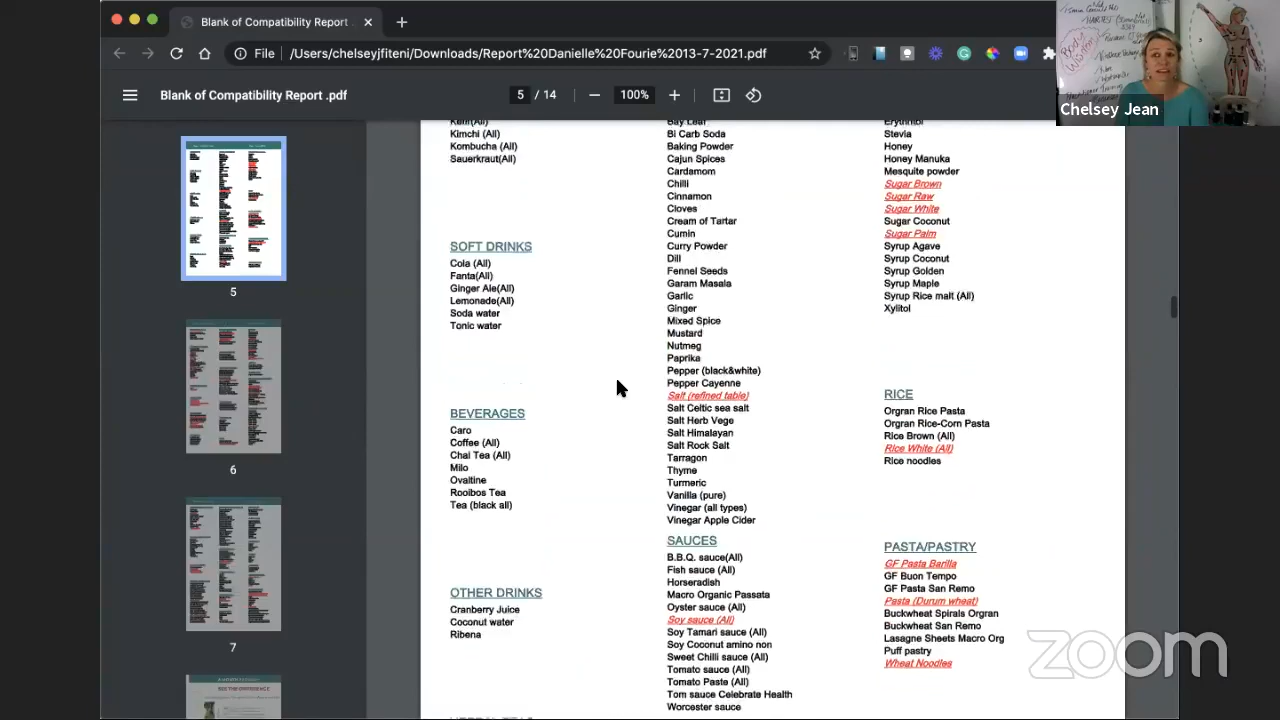 Blank of Compatibility Report .
File
/Users/chelseyjfiteni/Downloads/Report%20Danielle%20Fourie%2013-7-2021.pdf
Blank of Compatibility Report .pdf
5 / 14
100%
Chelsey Jean
5
6
7
Kimchi (All)
Kombucha (All)
Sauerkraut(All)
SOFT DRINKS
Cola (All)
Fanta(All)
Ginger Ale(All)
Lemonade(All)
Soda water
Tonic water
BEVERAGES
Caro
Coffee (All)
Chai Tea (All)
Milo
Ovaltine
Rooibos Tea
Tea (black all)
OTHER DRINKS
Cranberry Juice
Coconut water
Ribena
Bay Leaf
Bi Carb Soda
Baking Powder
Cajun Spices
Cardamom
Chilli
Cinnamon
Cloves
Cream of Tartar
Cumin
Curry Powder
Dill
Fennel Seeds
Garam Masala
Garlic
Ginger
Mixed Spice
Mustard
Nutmeg
Paprika
Pepper (black&white)
Pepper Cayenne
Salt (refined table)
Salt Celtic sea salt
Salt Herb Vege
Salt Himalayan
Salt Rock Salt
Tarragon
Thyme
Turmeric
Vanilla (pure)
Vinegar (all types)
Vinegar Apple Cider
SAUCES
B.B.Q. sauce(All)
Fish sauce (All)
Horseradish
Macro Organic Passata
Oyster sauce (All)
Soy sauce (All)
Soy Tamari sauce (All)
Soy Coconut amino non
Sweet Chilli sauce (All)
Tomato sauce (All)
Tomato Paste (All)
Tom sauce Celebrate Health
Worcester sauce
Erythritol
Stevia
Honey
Honey Manuka
Mesquite powder
Sugar Brown
Sugar Raw
Sugar White
Sugar Coconut
Sugar Palm
Syrup Agave
Syrup Coconut
Syrup Golden
Syrup Maple
Syrup Rice malt (All)
Xylitol
RICE
Orgran Rice Pasta
Orgran Rice-Corn Pasta
Rice Brown (All)
Rice White (All)
Rice noodles
PASTA/PASTRY
GF Pasta Barilla
GF Buon Tempo
GF Pasta San Remo
Pasta (Durum wheat)
Buckwheat Spirals Orgran
Buckwheat San Remo
Lasagne Sheets Macro Org
Puff pastry
Wheat Noodles
zoom